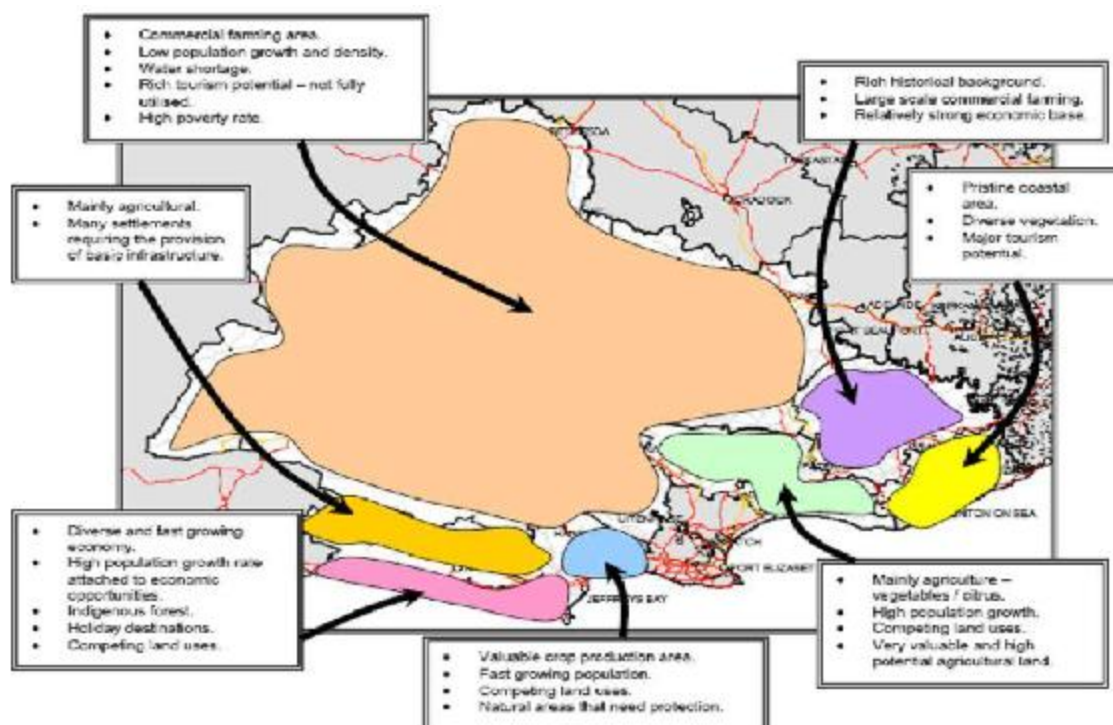 • Commercial farming area.
• Low population growth and density.
• Water shortage.
• Rich tourism potential – not fully
utilised.
• High poverty rate.
• Rich historical background.
• Large scale commercial farming.
• Relatively strong economic base.
• Mainly agricultural.
• Many settlements
requiring the provision
of basic infrastructure.
• Pristine coastal
area.
• Diverse vegetation.
• Major tourism
potential.
ADELAIDE
• Diverse and fast growing
economy.
• High population growth rate
attached to economic
opportunities.
• Indigenous forest.
• Holiday destinations.
• Competing land uses.
TON ON SEA
PORT ELIZABET
JEFFREYS BAY
• Mainly agriculture –
vegetables / citrus.
• High population growth.
• Competing land uses.
• Very valuable and high
potential agricultural land.
• Valuable crop production area.
• Fast growing population.
• Competing land uses.
• Natural areas that need protection.